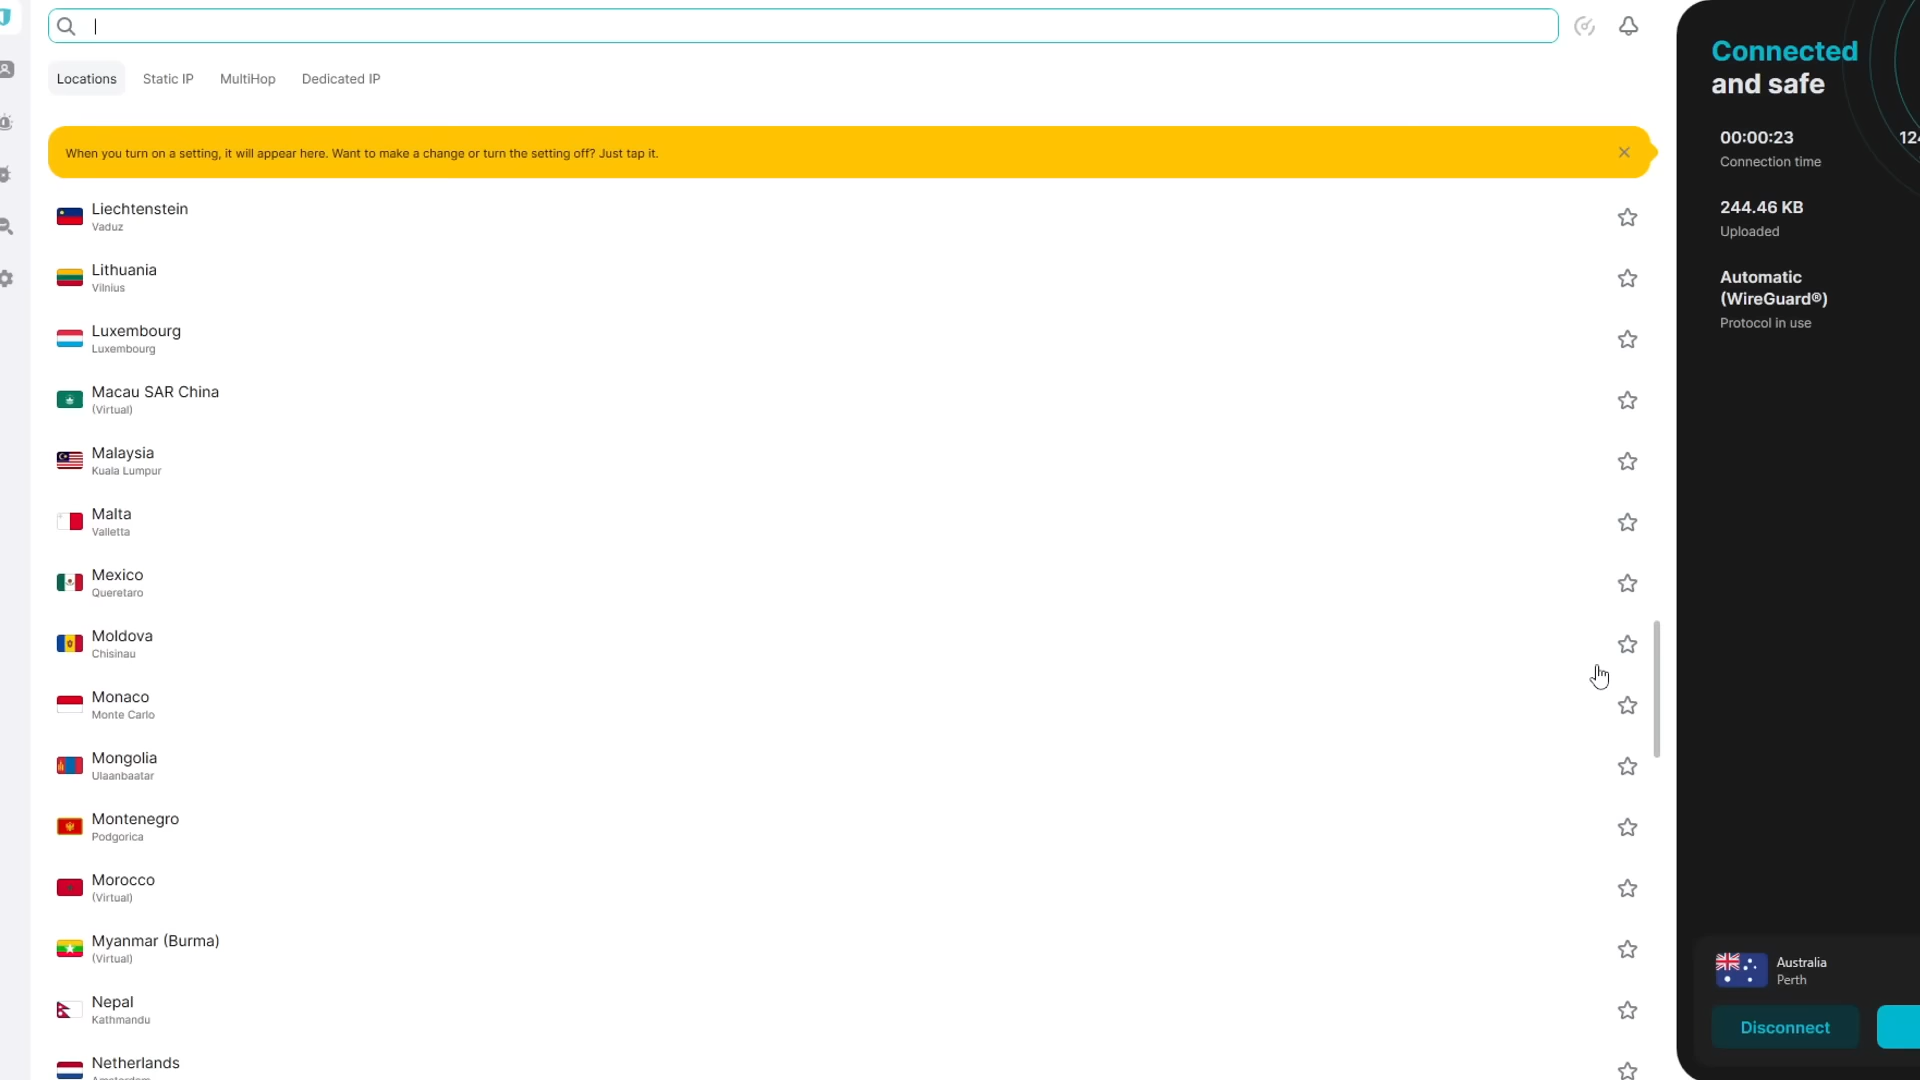 Locations
Static IP
MultiHop
Dedicated IP
When you turn on a setting, it will appear here. Want to make a change or turn the setting off? Just tap it.
Liechtenstein
Vaduz
Lithuania
Vilnius
Luxembourg
Luxembourg
Macau SAR China
(Virtual)
Malaysia
Kuala Lumpur
Malta
Valletta
Mexico
Queretaro
Moldova
Chisinau
Monaco
Monte Carlo
Mongolia
Ulaanbaatar
Montenegro
Podgorica
Morocco
(Virtual)
Myanmar (Burma)
(Virtual)
Nepal
Kathmandu
Netherlands
Connected
and safe
00:00:23
Connection time
244.46 KB
Uploaded
Automatic
(WireGuard®)
Protocol in use
Australia
Perth
Disconnect